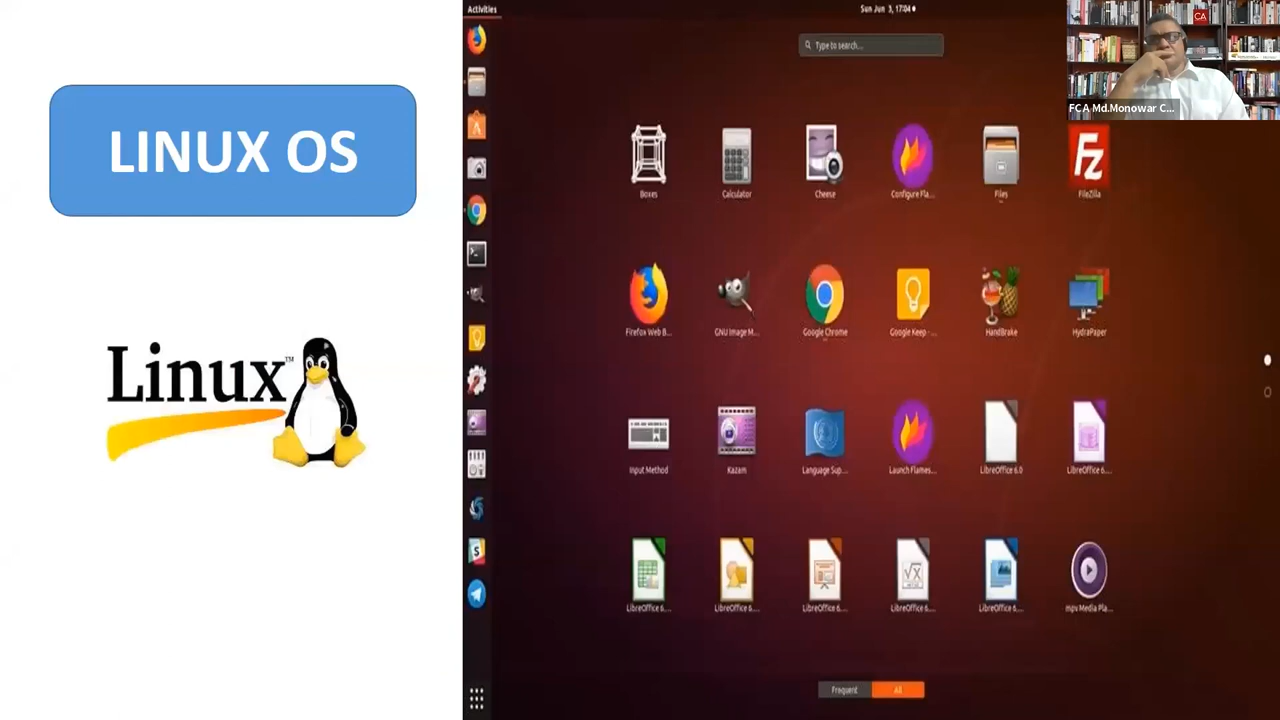 LINUX OS
Linux™
Activities
Sun Jun 3, 17:04
Type to search...
CA
FCA Md.Monowar C...
Boxes
Calculator
Cheese
Configure Fla...
Files
FileZilla
Firefox Web B...
GNU Image M...
Google Chrome
Google Keep - ...
HandBrake
HydraPaper
Input Method
Kazam
Language Sup...
Launch Flames...
LibreOffice 6.0
LibreOffice 6....
LibreOffice 6....
LibreOffice 6....
LibreOffice 6....
LibreOffice 6....
LibreOffice 6....
mpv Media Pla...
Frequent
All